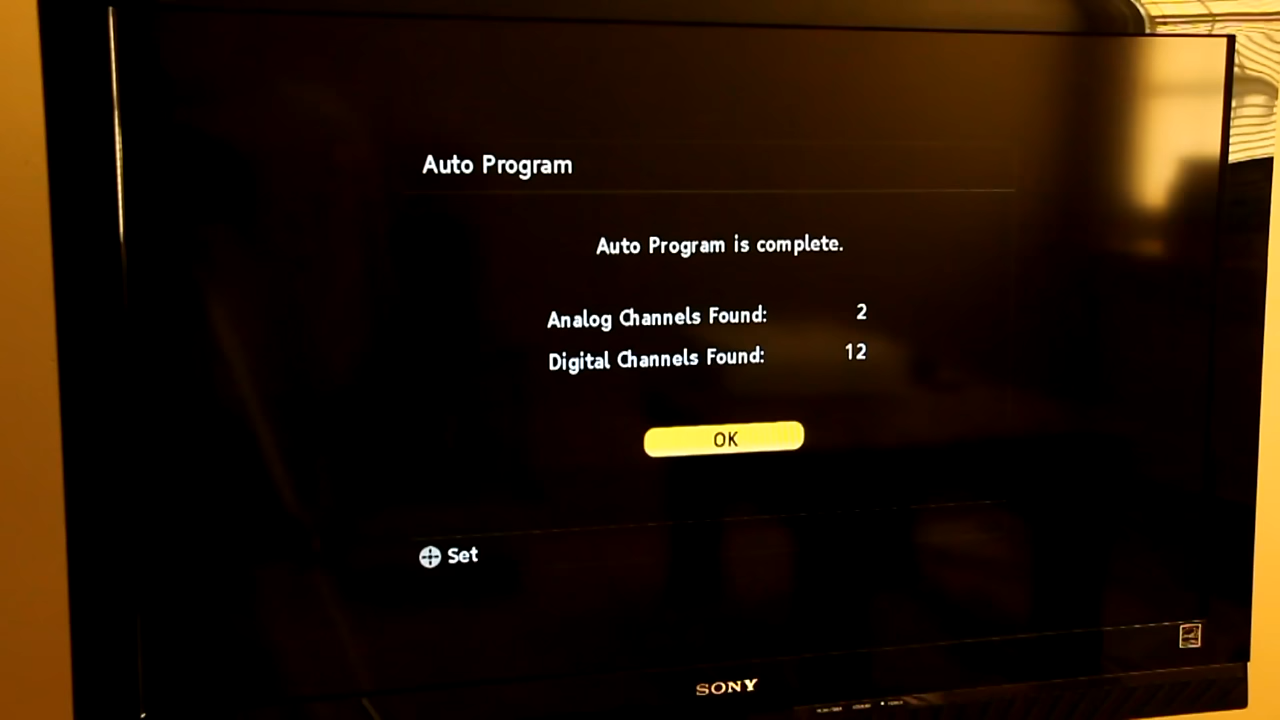 Auto Program
Auto Program is complete.
Analog Channels Found: 2
Digital Channels Found: 12
OK
Set
SONY